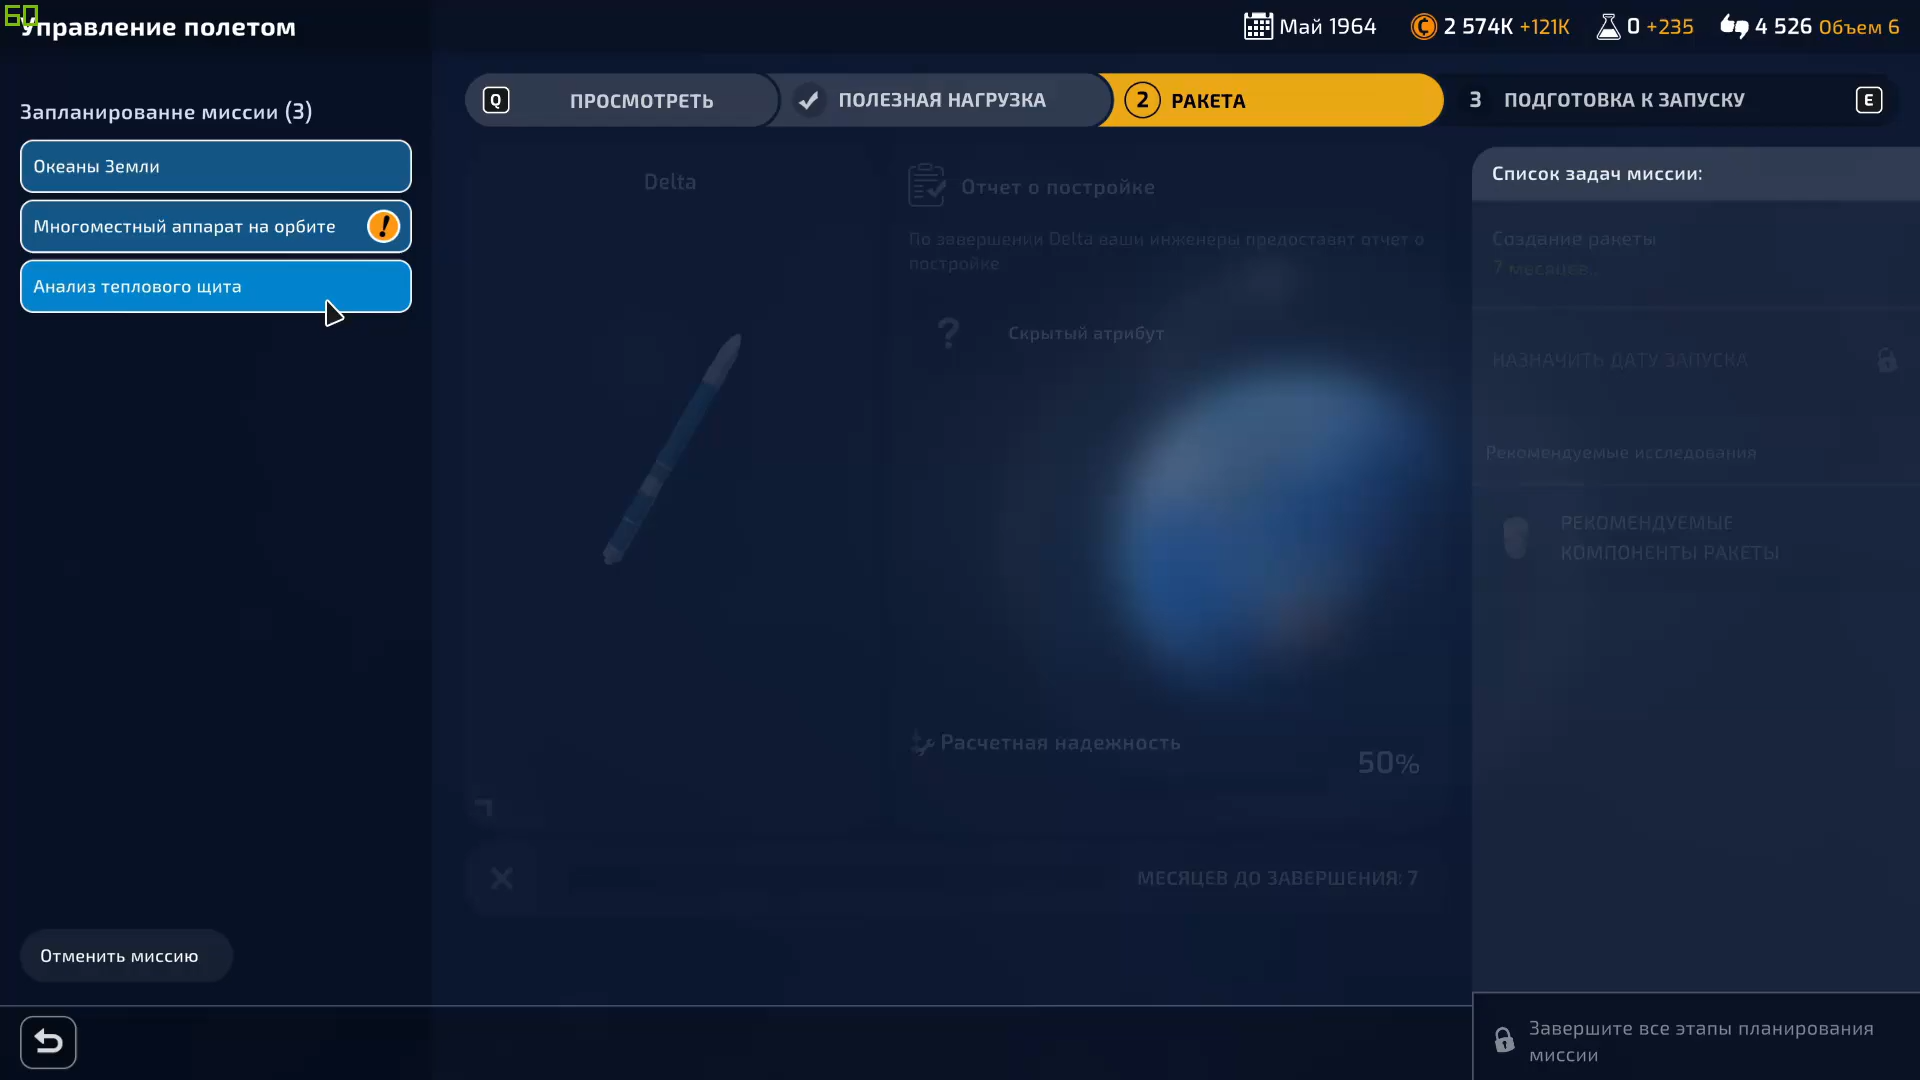 60
Управление полетом
Май 1964
2 574K +121K
0 +235
4 526 Объем 6
Запланированне миссии (3)
Океаны Земли
Многоместный аппарат на орбите
Анализ теплового щита
Отменить миссию
Q ПРОСМОТРЕТЬ
ПОЛЕЗНАЯ НАГРУЗКА
2 РАКЕТА
3 ПОДГОТОВКА К ЗАПУСКУ E
Delta
Отчет о постройке
По завершении Delta ваши инженеры предоставят отчет о
постройке
? Скрытый атрибут
Расчетная надежность
50%
МЕСЯЦЕВ ДО ЗАВЕРШЕНИЯ: 7
Список задач миссии:
Создание ракеты
7 месяцев..
НАЗНАЧИТЬ ДАТУ ЗАПУСКА
Рекомендуемые исследования
РЕКОМЕНДУЕМЫЕ
КОМПОНЕНТЫ РАКЕТЫ
Завершите все этапы планирования
миссии